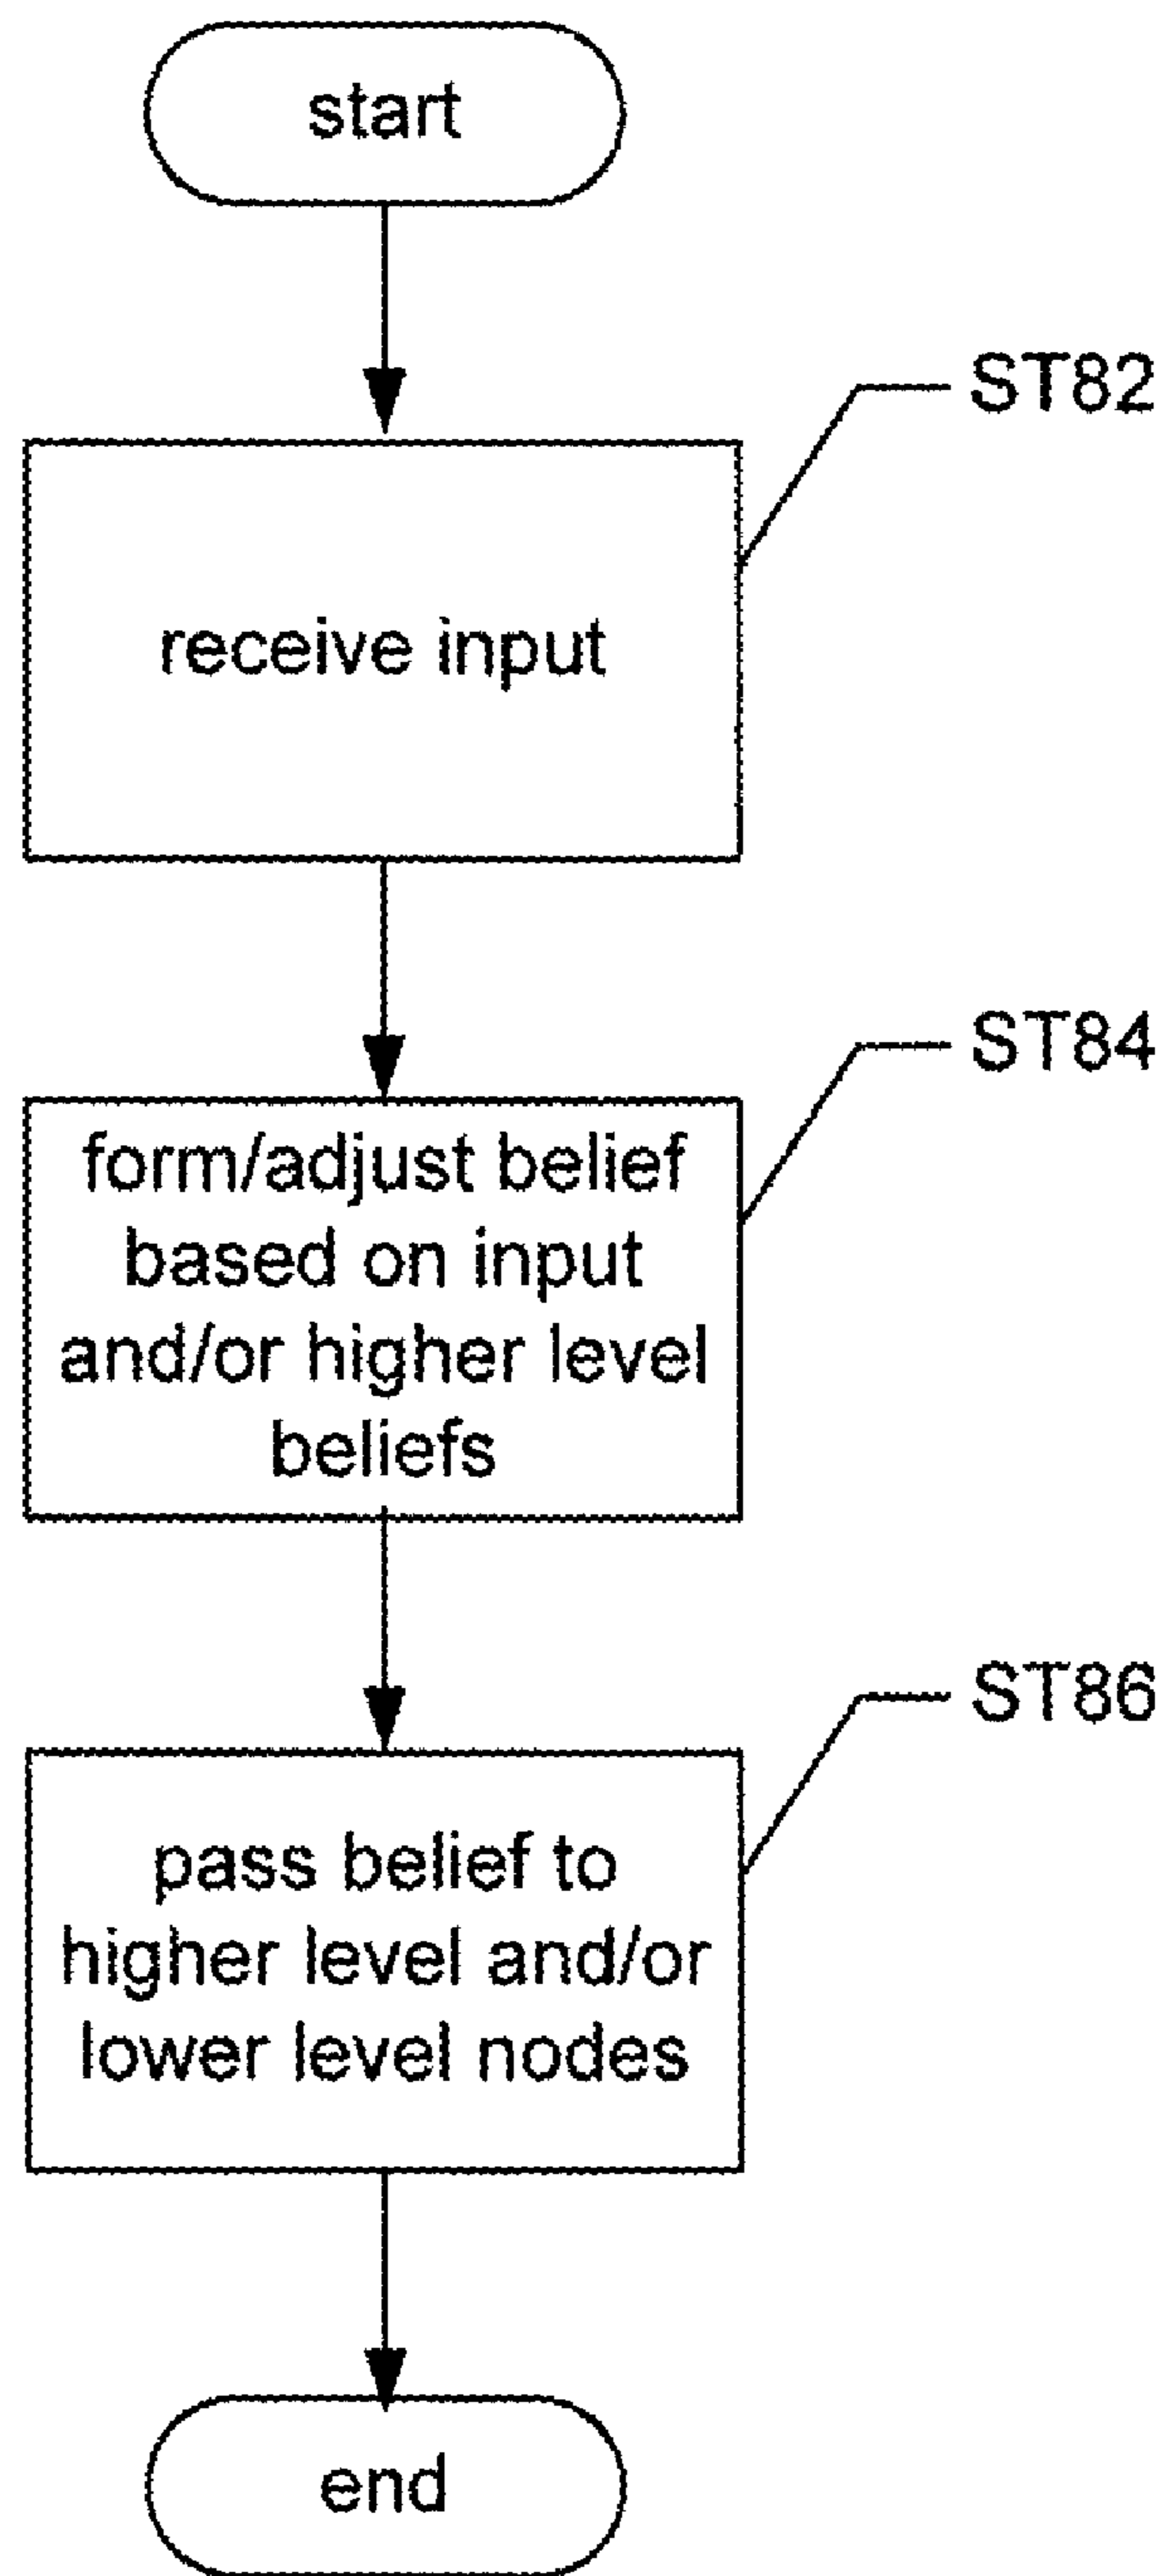 start
ST82
receive input
ST84
form/adjust belief
based on input
and/or higher level
beliefs
ST86
pass belief to
higher level and/or
lower level nodes
end